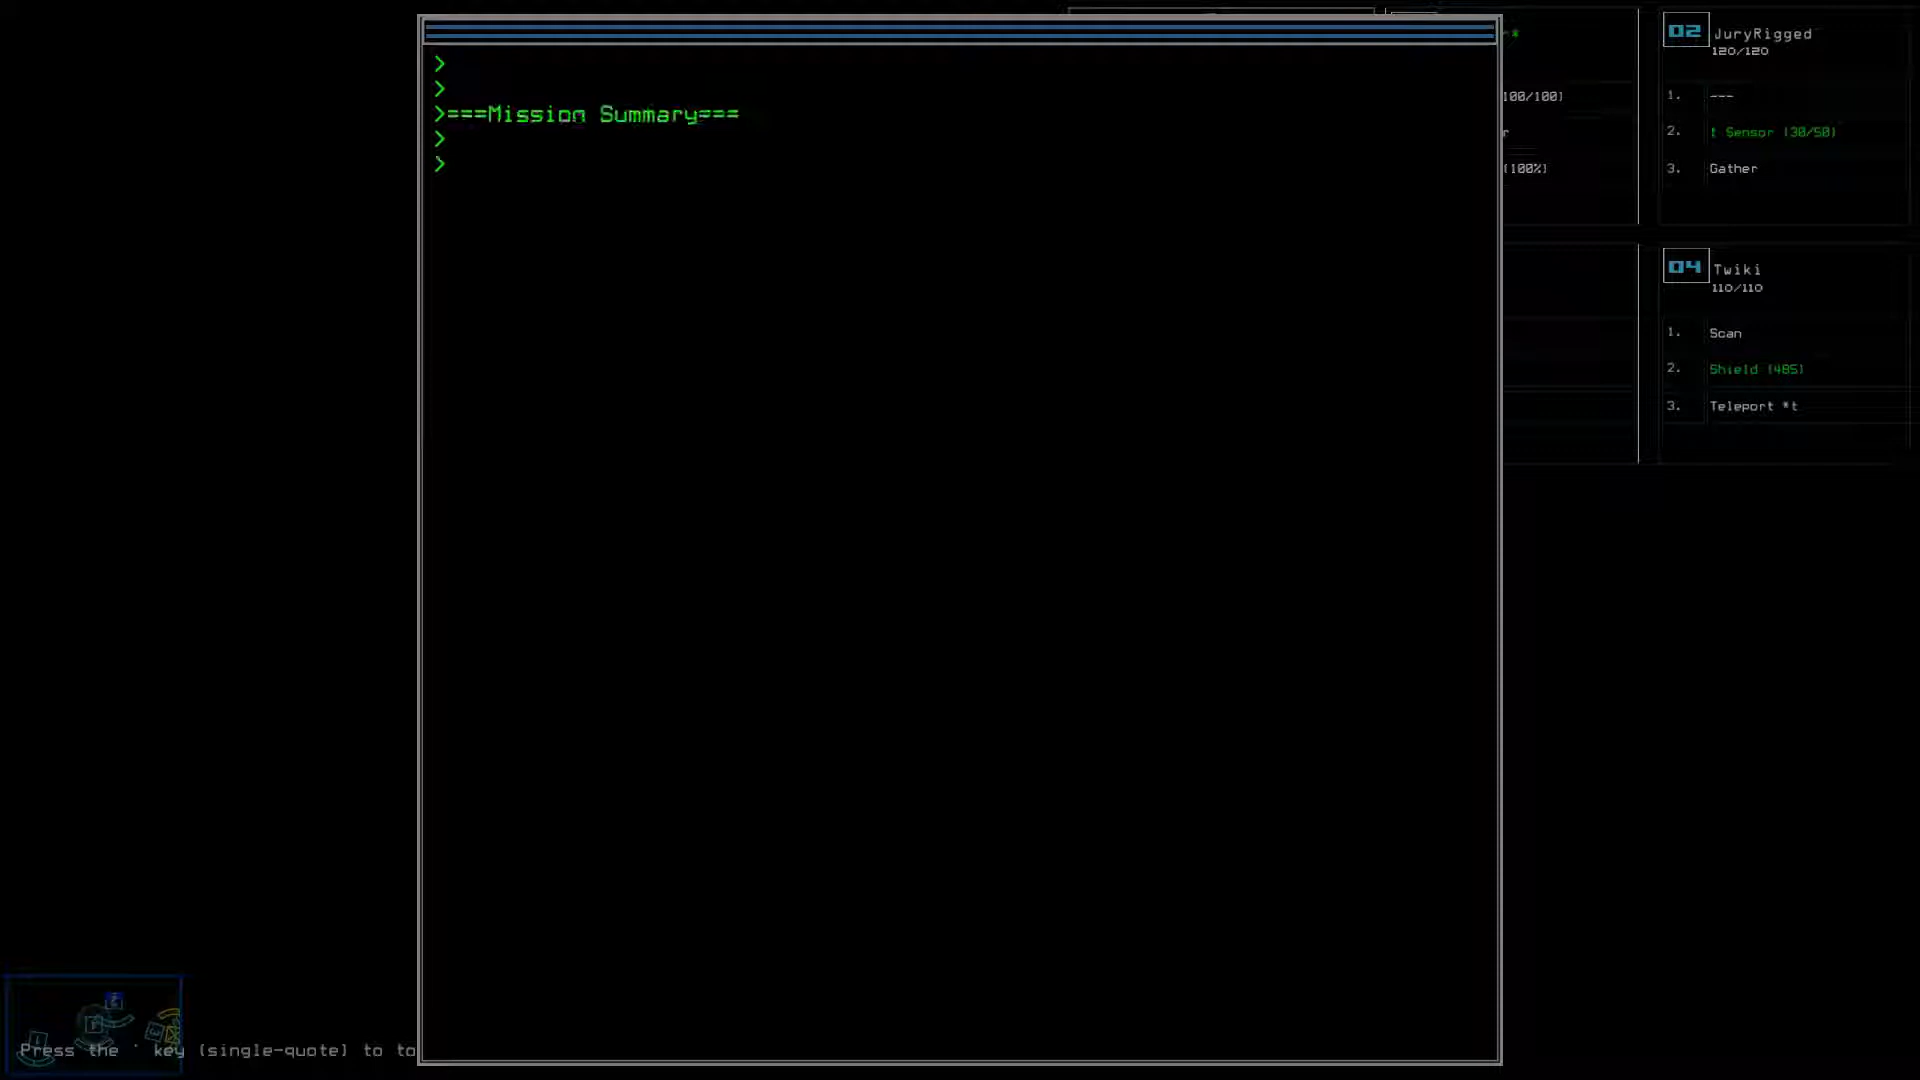 >
>
>===Mission Summary===
>
>
r*
100/100]
r
(100%)
02 JuryRigged
120/120
1. ---
2. ! Sensor (30/50)
3. Gather
04 Twiki
110/110
1. Scan
2. Shield (485)
3. Teleport *t
Press the ' key (single-quote) to to